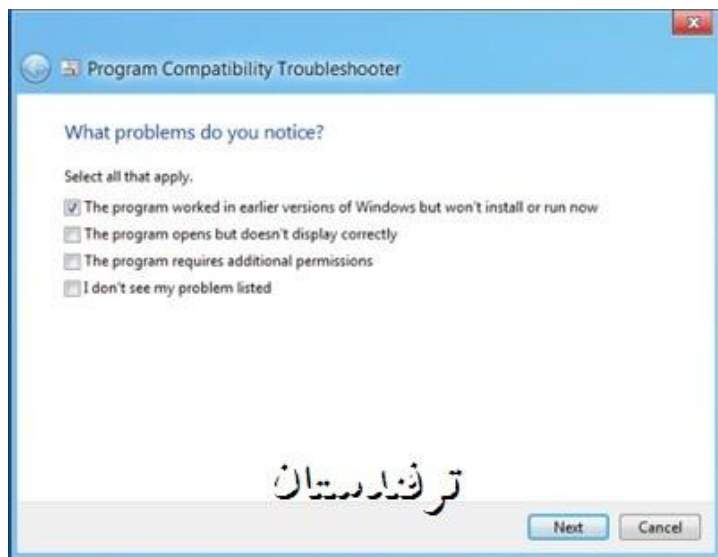 Program Compatibility Troubleshooter
What problems do you notice?
Select all that apply.
The program worked in earlier versions of Windows but won't install or run now
The program opens but doesn't display correctly
The program requires additional permissions
I don't see my problem listed
ترفندستان
Next Cancel